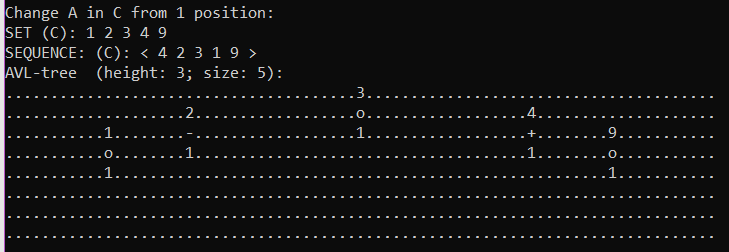 Change A in C from 1 position:
SET (C): 1 2 3 4 9
SEQUENCE: (C): < 4 2 3 1 9 >
AVL-tree  (height: 3; size: 5):
.......................................3........................................
....................2..................o..................4.....................
...........1........-..................1..................+........9............
...........o........1.....................................1........o............
...........1.......................................................1............
................................................................................
................................................................................
................................................................................